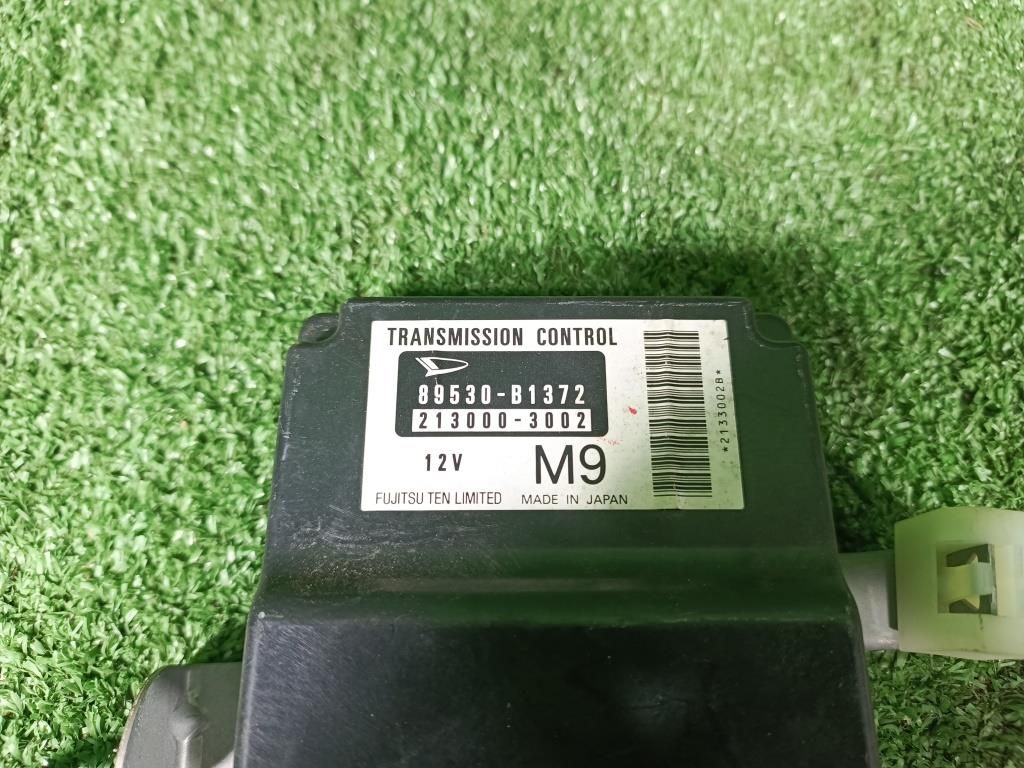 TRANSMISSION CONTROL
89530-B1372
213000-3002
12V M9
FUJITSU TEN LIMITED MADE IN JAPAN
*2133002B*